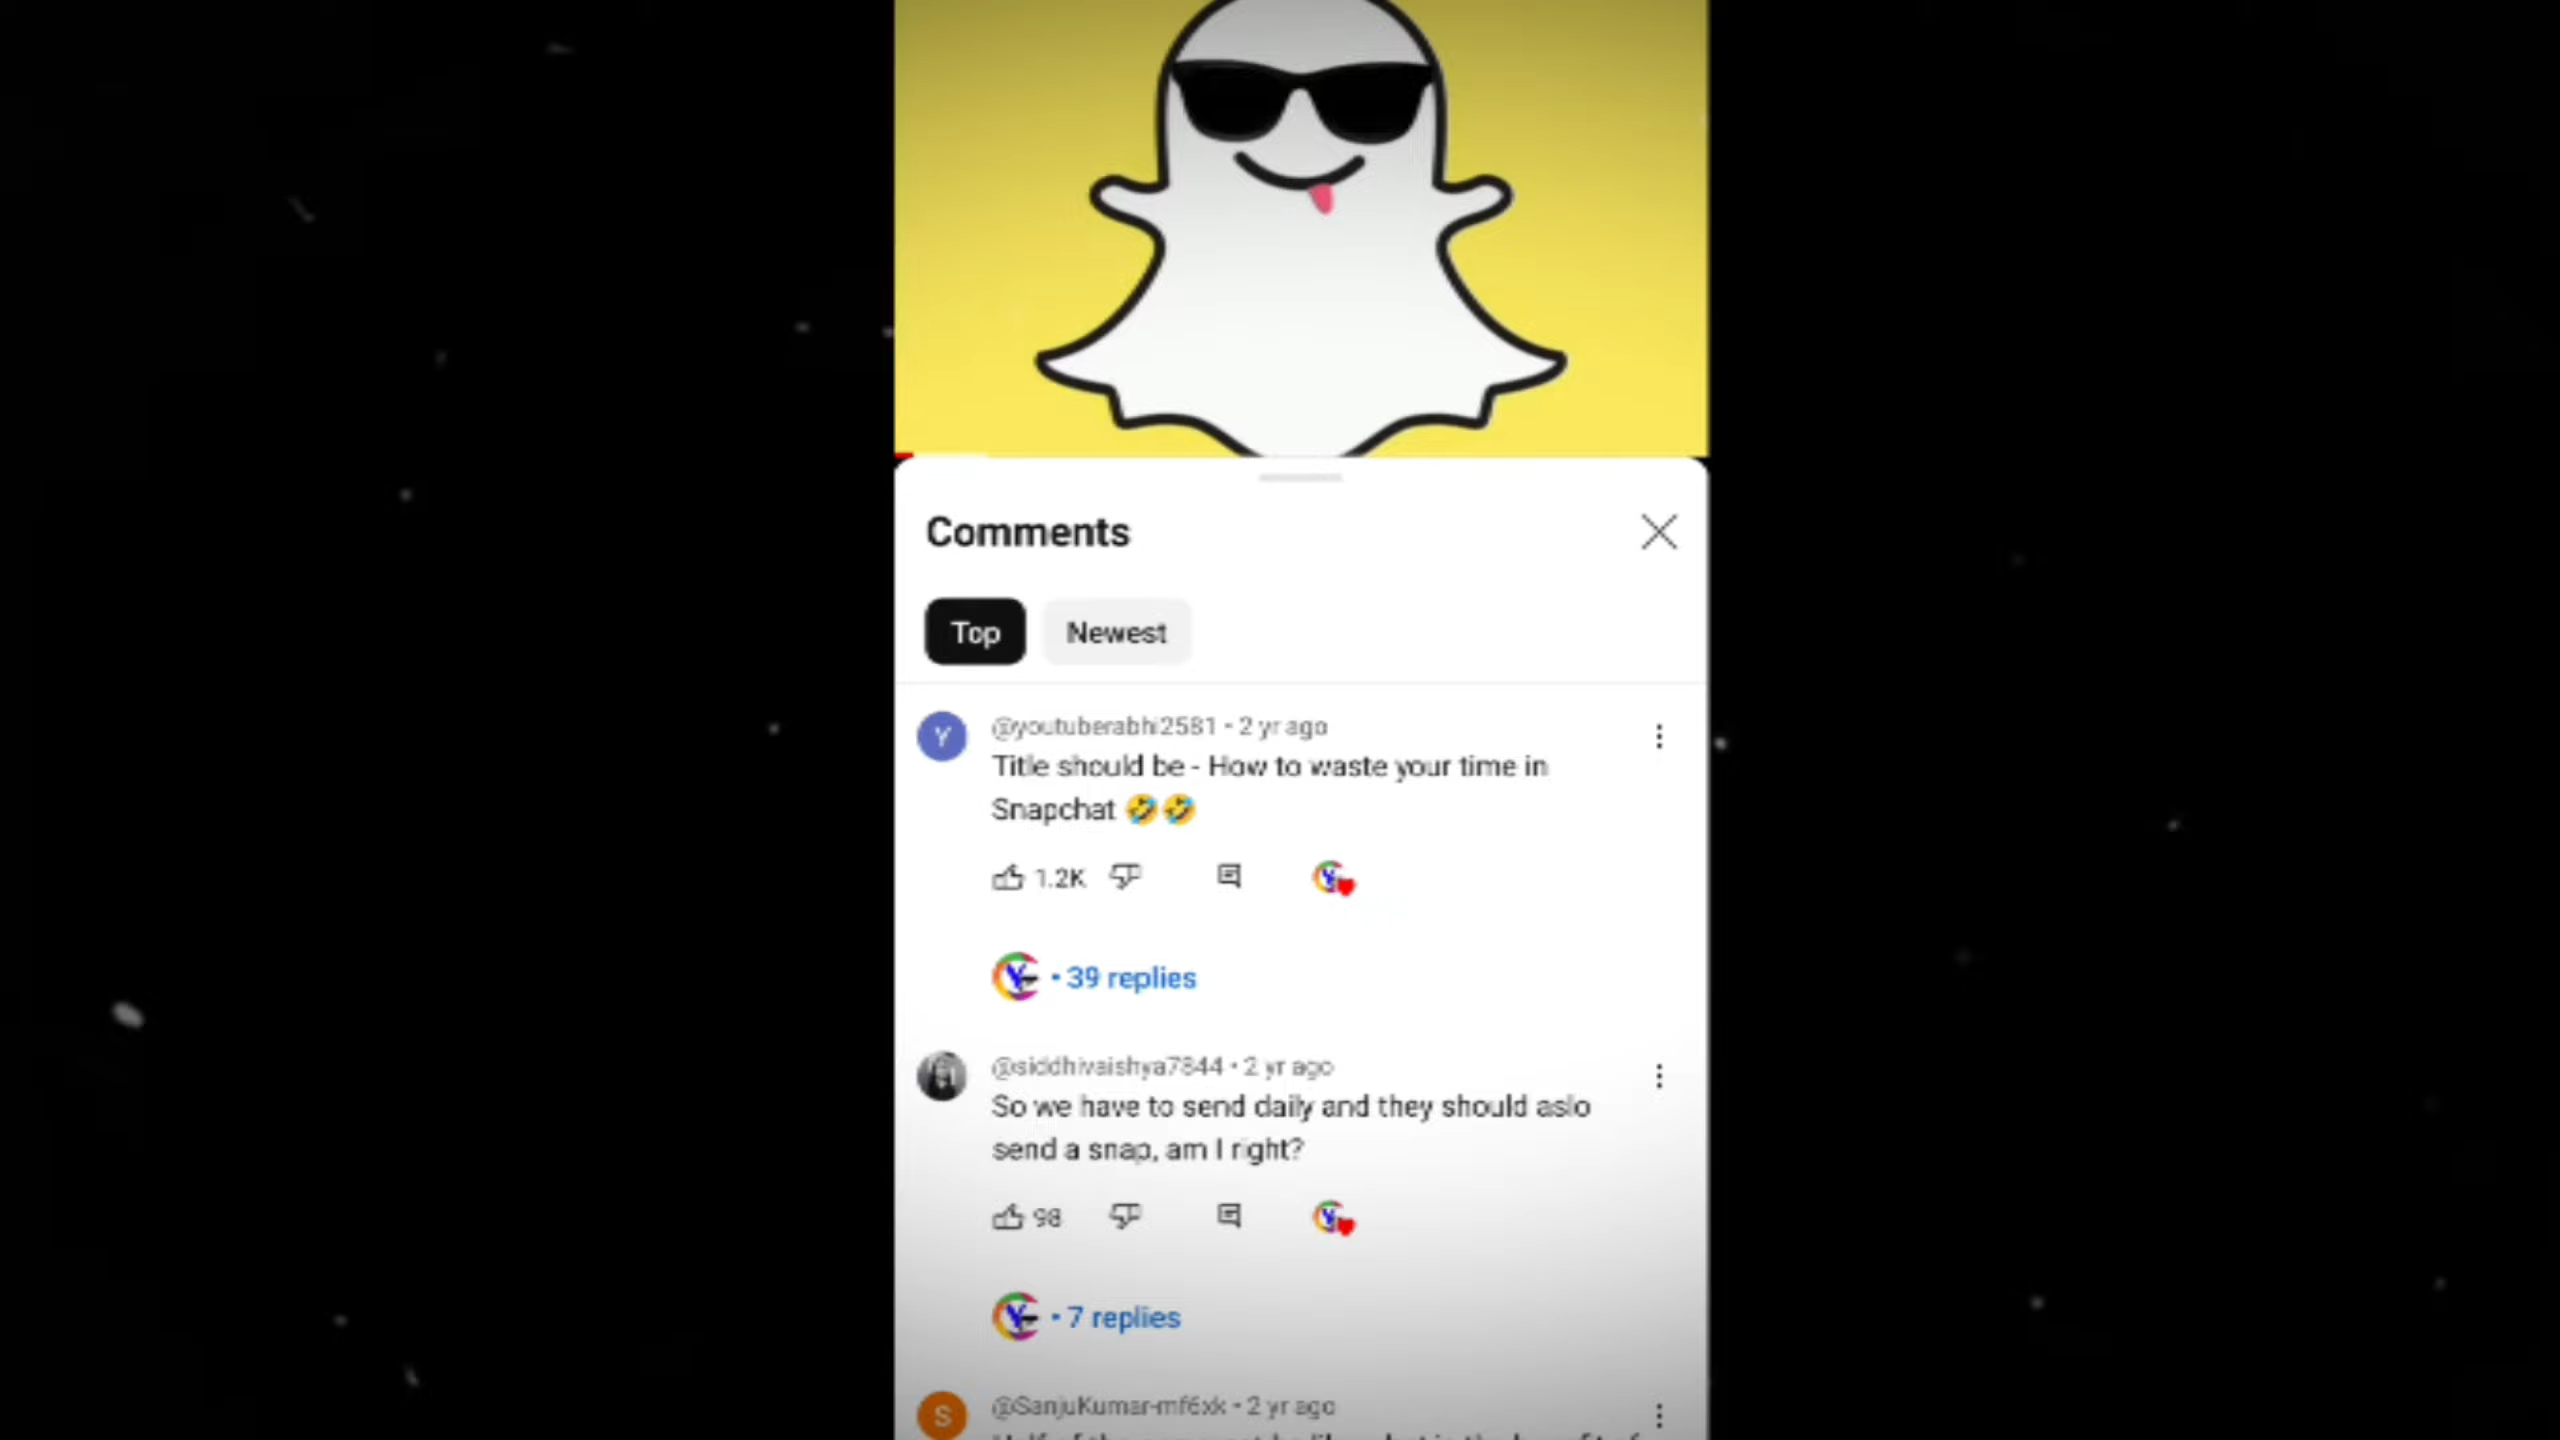 Comments
Top Newest
Y @youtuberabhi2581 • 2 yr ago
Title should be - How to waste your time in
Snapchat 🤣🤣
1.2K
• 39 replies
@siddhivaishya7844 • 2 yr ago
So we have to send daily and they should aslo
send a snap, am I right?
98
• 7 replies
S @SanjuKumar-mf6xk • 2 yr ago